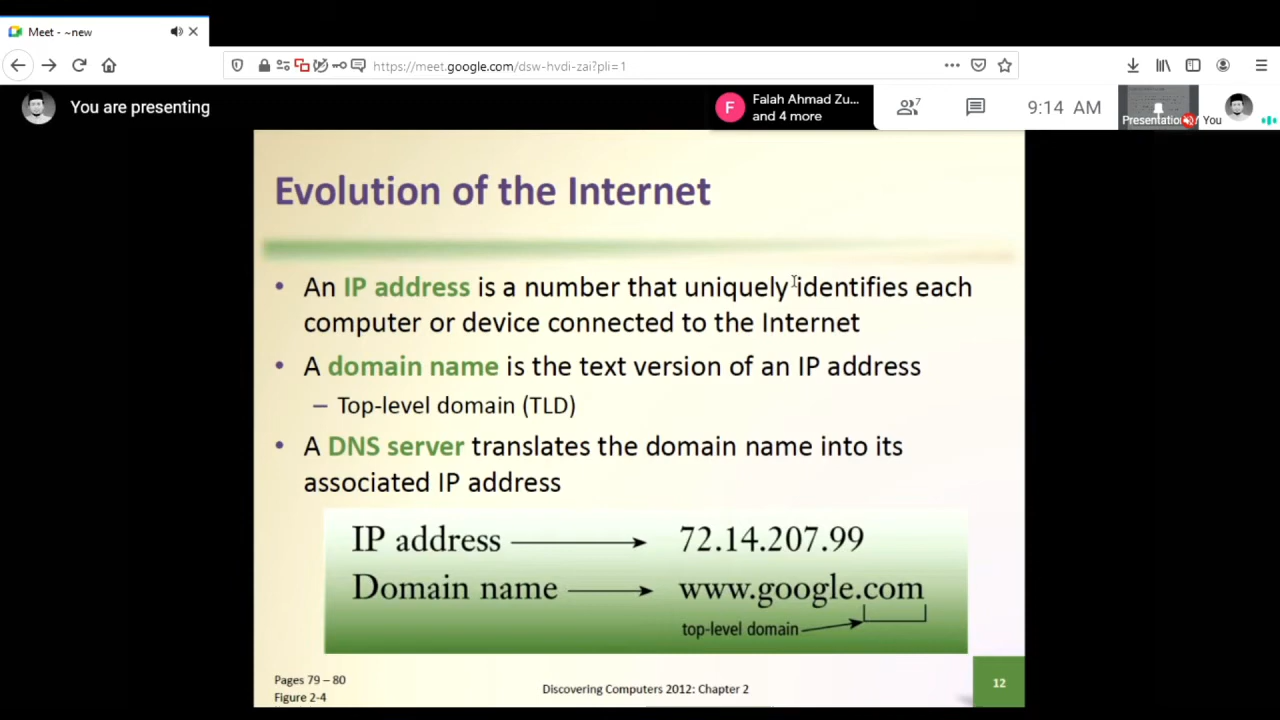 Meet - ~new
https://meet.google.com/dsw-hvdi-zai?pli=1
You are presenting
F
Falah Ahmad Zu...
and 4 more
7
9:14 AM
Presentation
You
Evolution of the Internet
• An IP address is a number that uniquely identifies each
computer or device connected to the Internet
• A domain name is the text version of an IP address
– Top-level domain (TLD)
• A DNS server translates the domain name into its
associated IP address
IP address 72.14.207.99
Domain name www.google.com
top-level domain
Pages 79 – 80
Figure 2-4
Discovering Computers 2012: Chapter 2
12